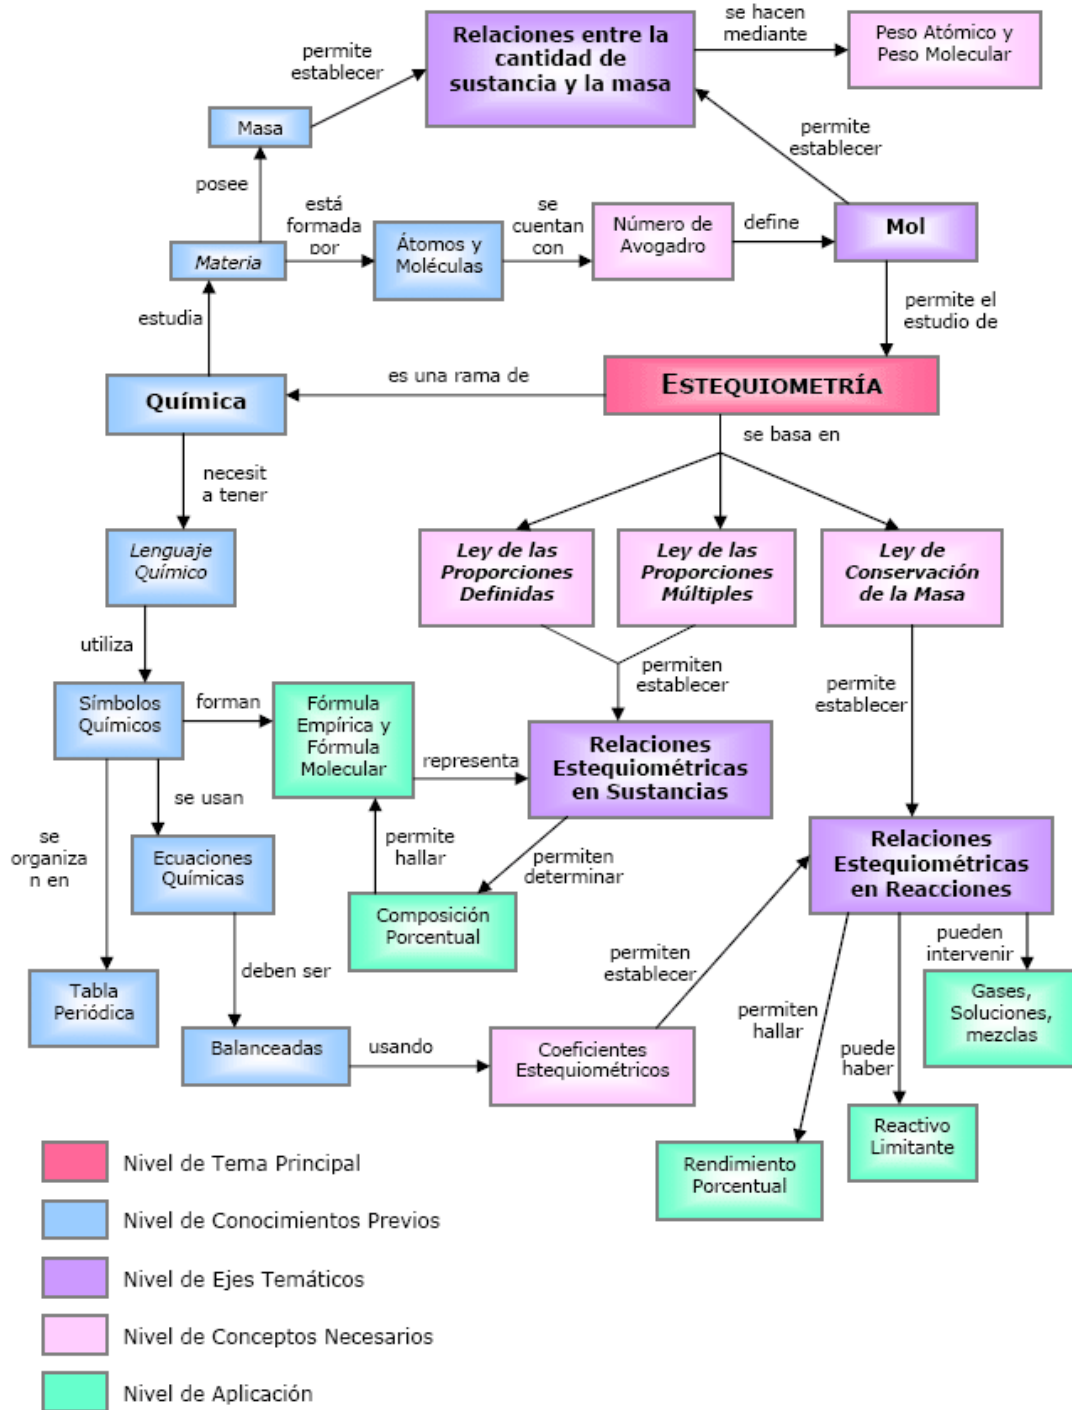 se hacen
mediante
Relaciones entre la
cantidad de
sustancia y la masa
Peso Atómico y
Peso Molecular
permite
establecer
Masa
permite
establecer
posee
está
formada
por
se
cuentan
con
Número de
Avogadro
define
Mol
Átomos y
Moléculas
Materia
estudia
permite el
estudio de
es una rama de
ESTEQUIOMETRÍA
Química
se basa en
necesit
a tener
Lenguaje
Químico
Ley de las
Proporciones
Definidas
Ley de las
Proporciones
Múltiples
Ley de
Conservación
de la Masa
utiliza
permiten
establecer
permite
establecer
Símbolos
Químicos
forman
Fórmula
Empírica y
Fórmula
Molecular
representa
Relaciones
Estequiométricas
en Sustancias
se usan
se
organiza
n en
permite
hallar
permiten
determinar
Ecuaciones
Químicas
Relaciones
Estequiométricas
en Reacciones
Composición
Porcentual
permiten
establecer
pueden
intervenir
deben ser
Tabla
Periódica
Gases,
Soluciones,
mezclas
permiten
hallar
puede
haber
Balanceadas
usando
Coeficientes
Estequiométricos
Reactivo
Limitante
Rendimiento
Porcentual
Nivel de Tema Principal
Nivel de Conocimientos Previos
Nivel de Ejes Temáticos
Nivel de Conceptos Necesarios
Nivel de Aplicación